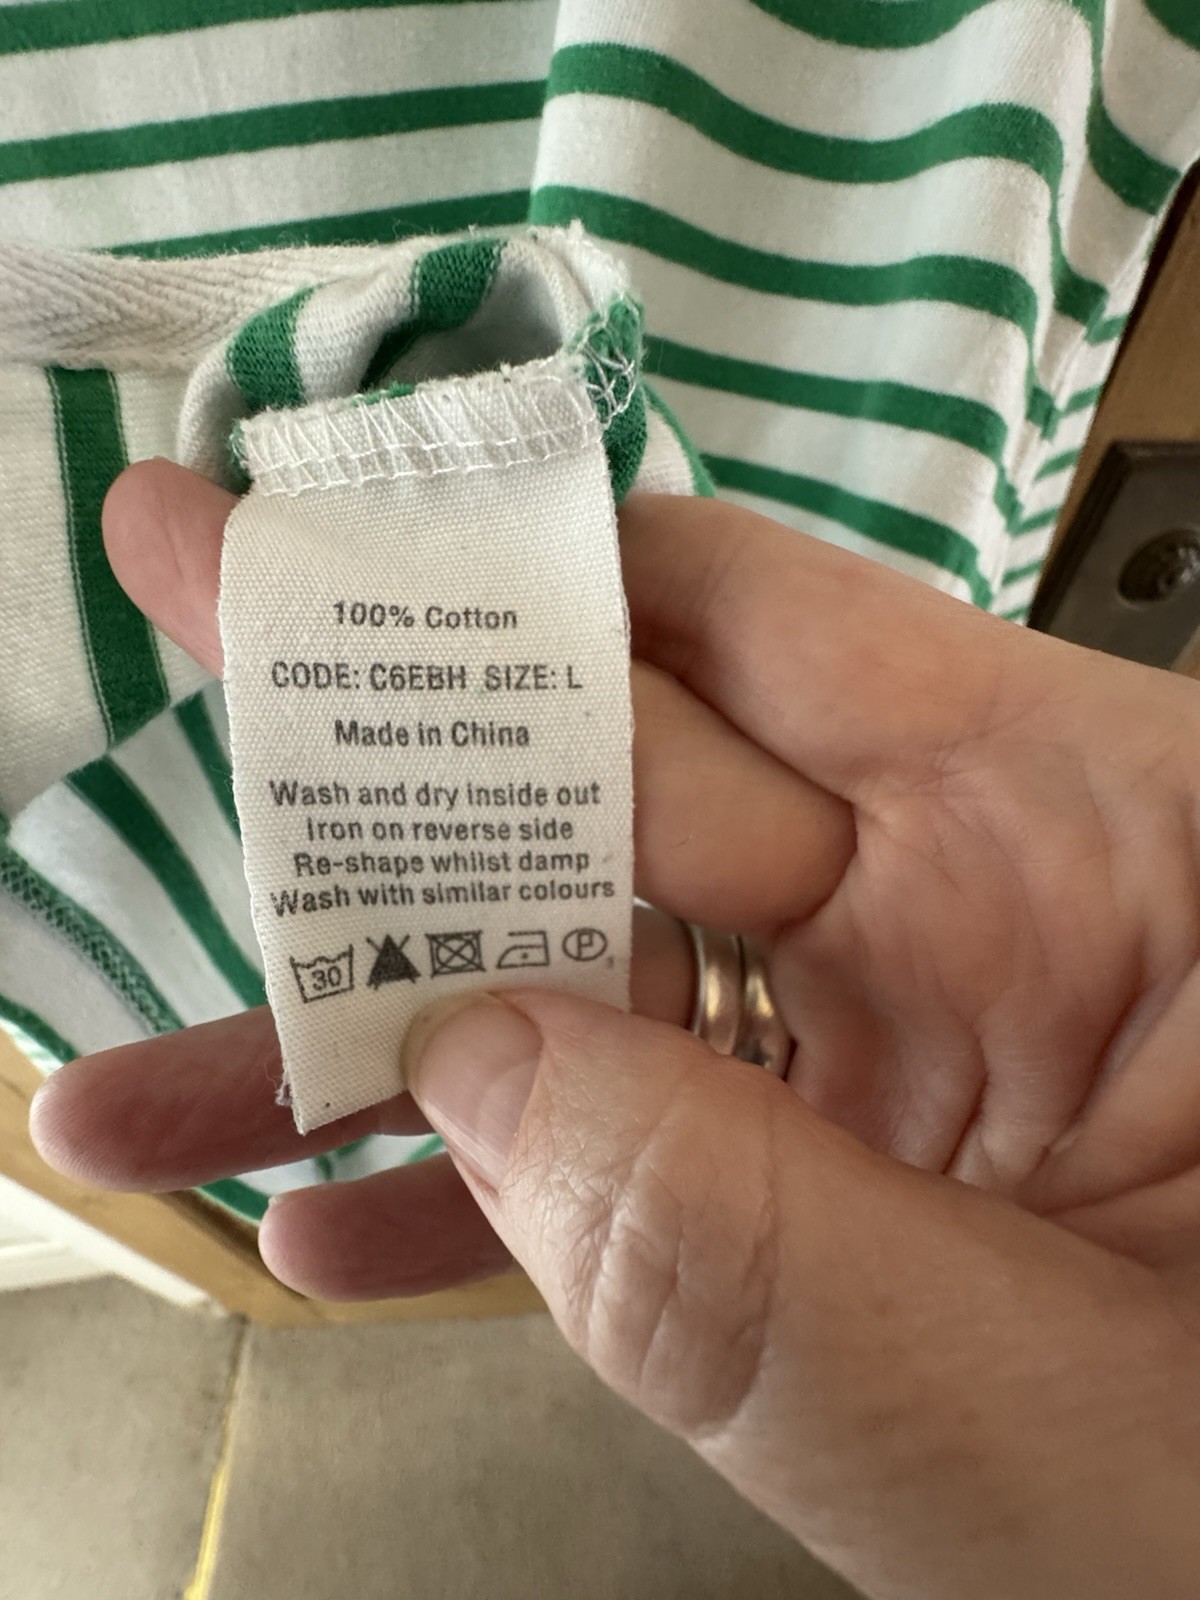 100% Cotton
CODE: C6EBH SIZE: L
Made in China
Wash and dry inside out
Iron on reverse side
Re-shape whilst damp
Wash with similar colours
30 P